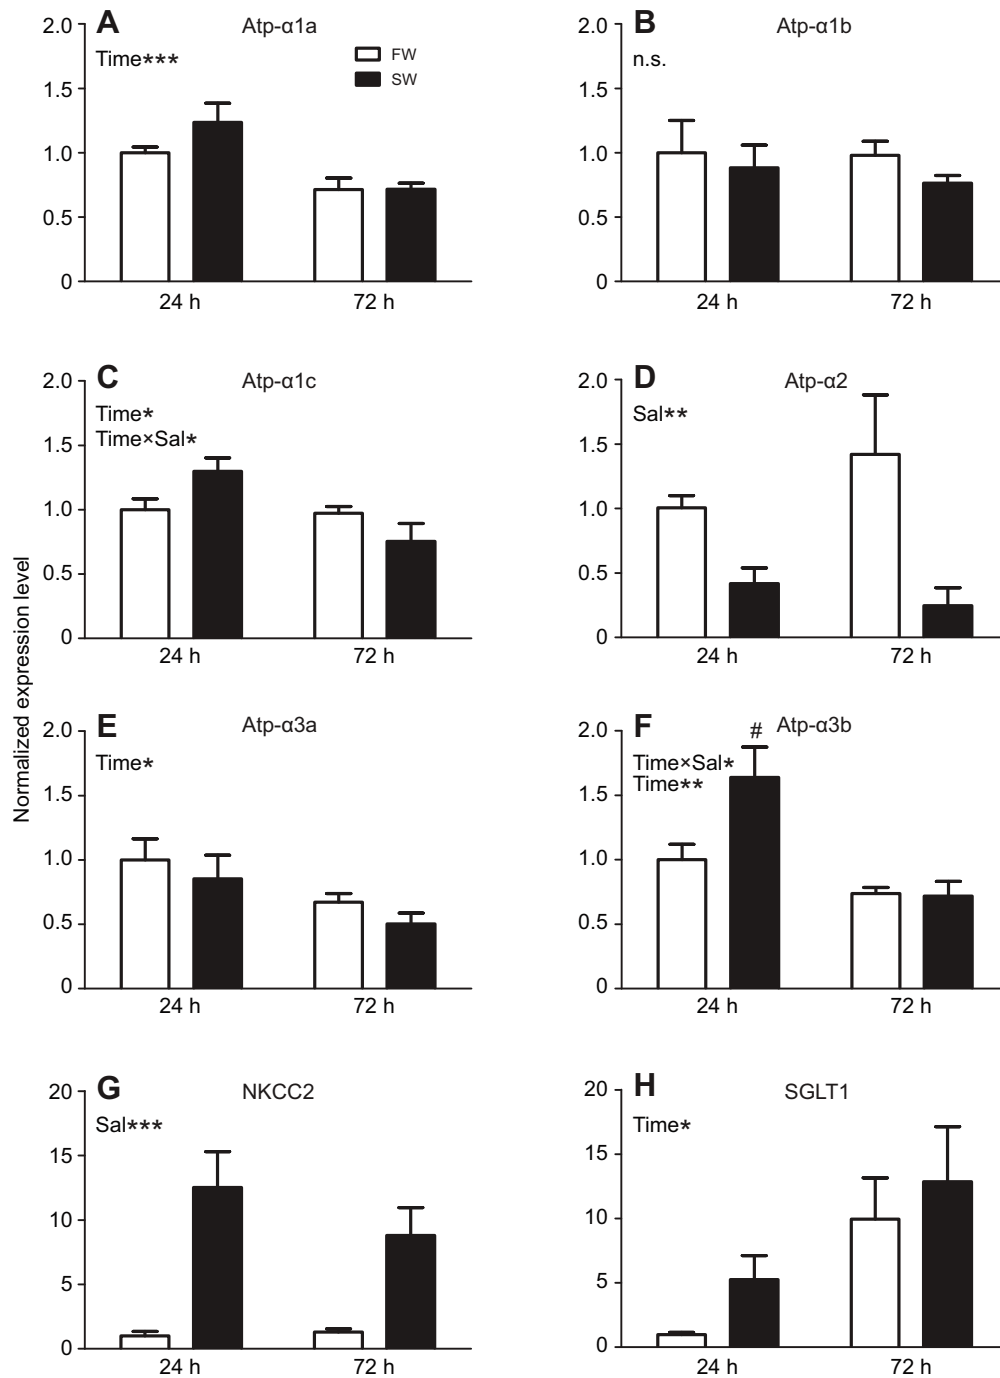 Normalized expression level
A
Atp-α1a
Time***
FW
SW
2.0
1.5
1.0
0.5
0
24 h 72 h
B
Atp-α1b
n.s.
2.0
1.5
1.0
0.5
0
24 h 72 h
C
Atp-α1c
Time*
Time×Sal*
2.0
1.5
1.0
0.5
0
24 h 72 h
D
Atp-α2
Sal**
2.0
1.5
1.0
0.5
0
24 h 72 h
E
Atp-α3a
Time*
2.0
1.5
1.0
0.5
0
24 h 72 h
F
# Atp-α3b
Time×Sal*
Time**
2.0
1.5
1.0
0.5
0
24 h 72 h
G
NKCC2
Sal***
20
15
10
5
0
24 h 72 h
H
SGLT1
Time*
20
15
10
5
0
24 h 72 h